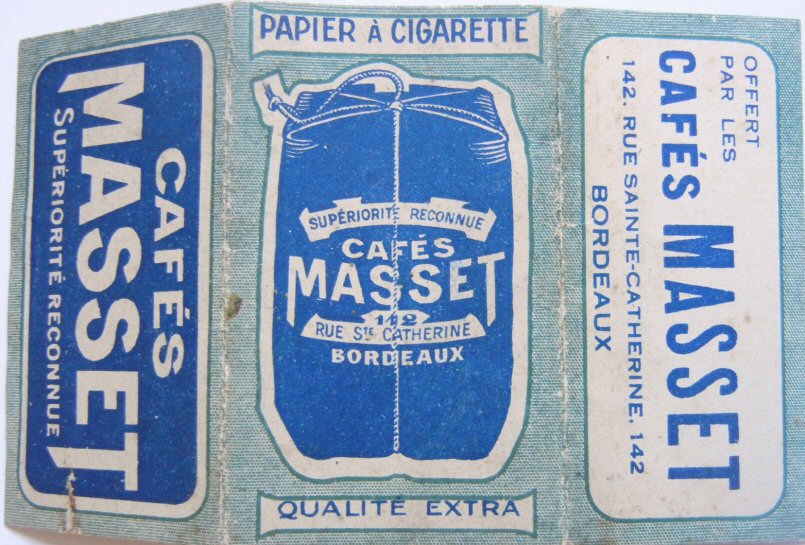 CAFÉS
MASSET
SUPÉRIORITÉ RECONNUE
PAPIER À CIGARETTE
SUPÉRIORITÉ RECONNUE
CAFÉS
MASSET
142
RUE STE CATHERINE
BORDEAUX
QUALITÉ EXTRA
OFFERT
PAR LES
CAFÉS MASSET
142, RUE SAINTE-CATHERINE, 142
BORDEAUX